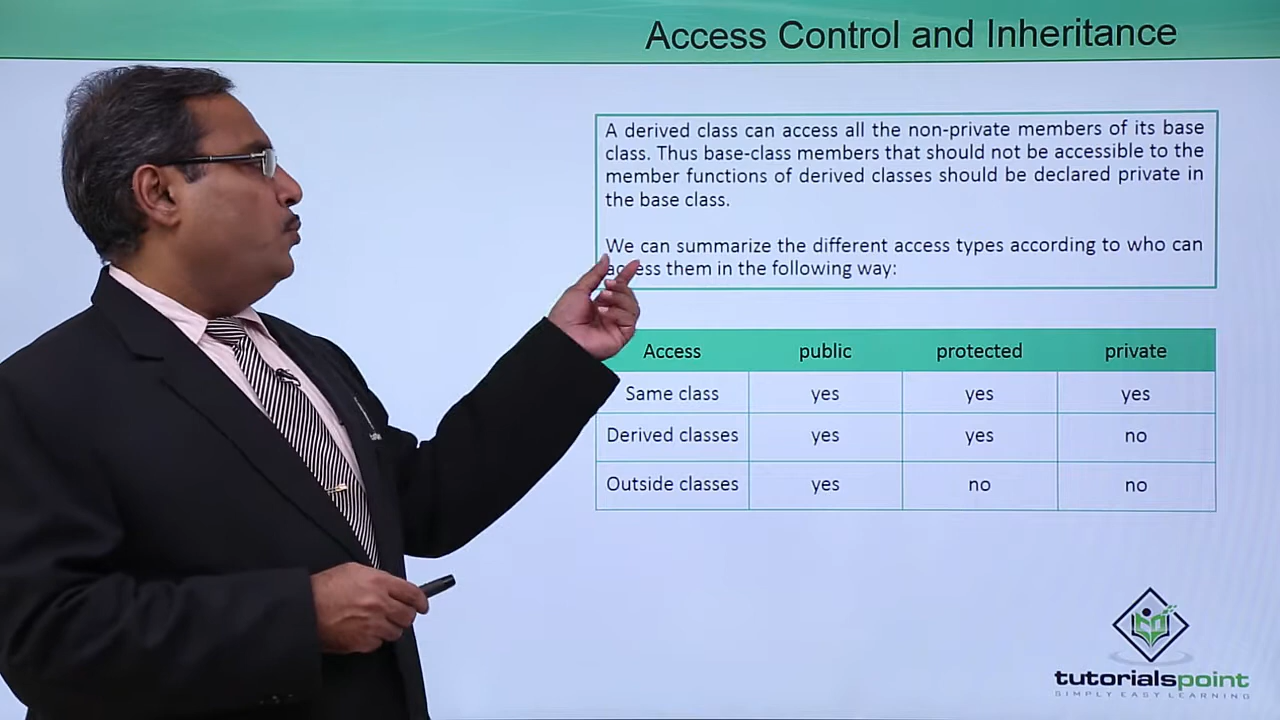 Access Control and Inheritance
A derived class can access all the non-private members of its base
class. Thus base-class members that should not be accessible to the
member functions of derived classes should be declared private in
the base class.
We can summarize the different access types according to who can
access them in the following way:
Access public protected private
Same class yes yes yes
Derived classes yes yes no
Outside classes yes no no
tutorialspoint
SIMPLY EASY LEARNING